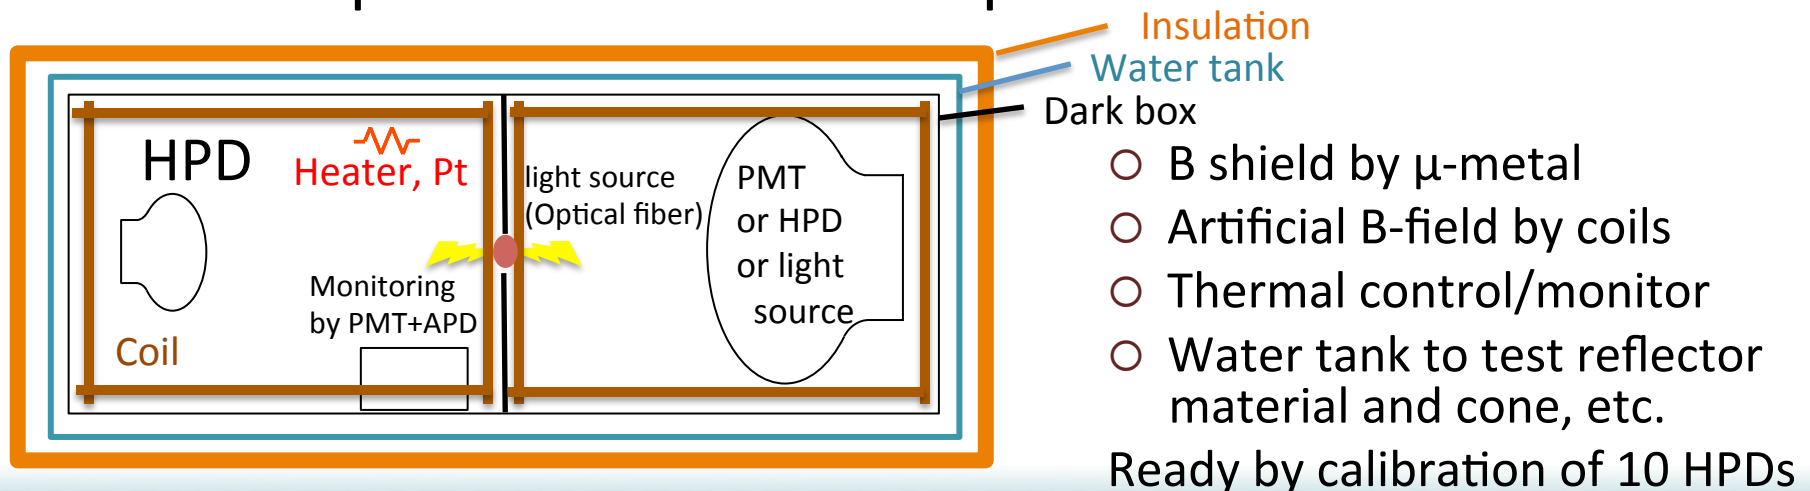 Insulation
Water tank
Dark box
HPD
Heater, Pt
light source
(Optical fiber)
PMT
or HPD
or light
source
Monitoring
by PMT+APD
Coil
○ B shield by μ-metal
○ Artificial B-field by coils
○ Thermal control/monitor
○ Water tank to test reflector
material and cone, etc.
Ready by calibration of 10 HPDs